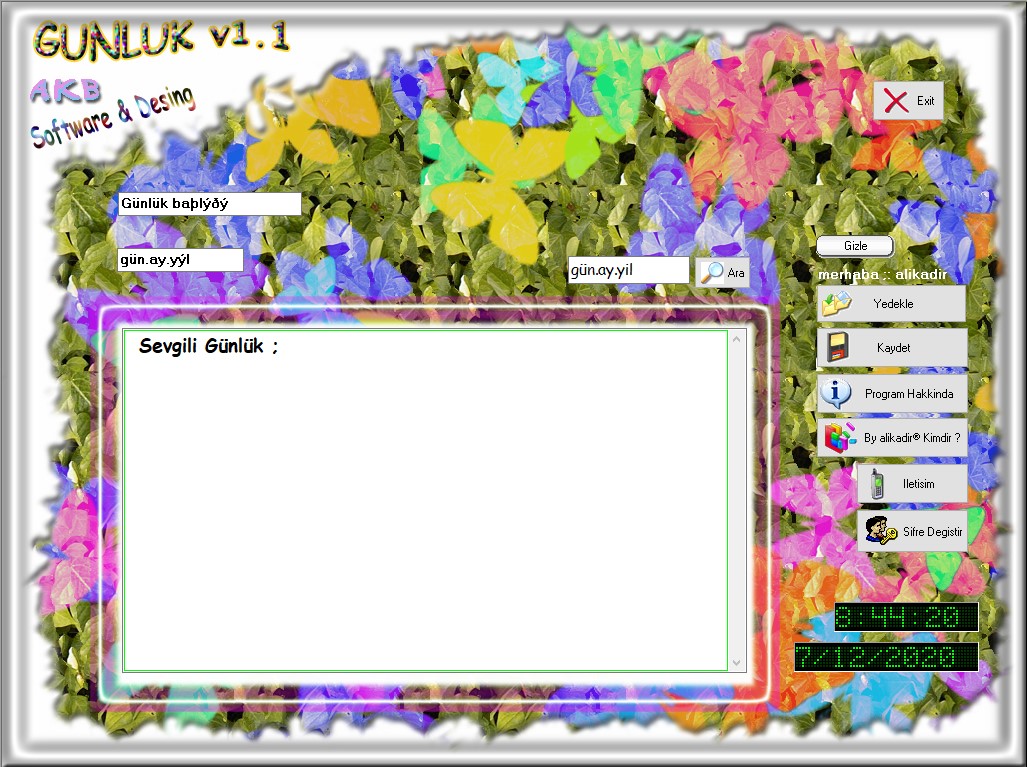 GUNLUK v1.1
AKB
Software & Desing
Exit
Günlük baþlýðý
gün.ay.yýl
gün.ay.yil
Ara
Gizle
merhaba :: alikadir
Yedekle
Sevgili Günlük ;
Kaydet
Program Hakkinda
By alikadir® Kimdir ?
Iletisim
Sifre Degistir
8:44:20
7/12/2020